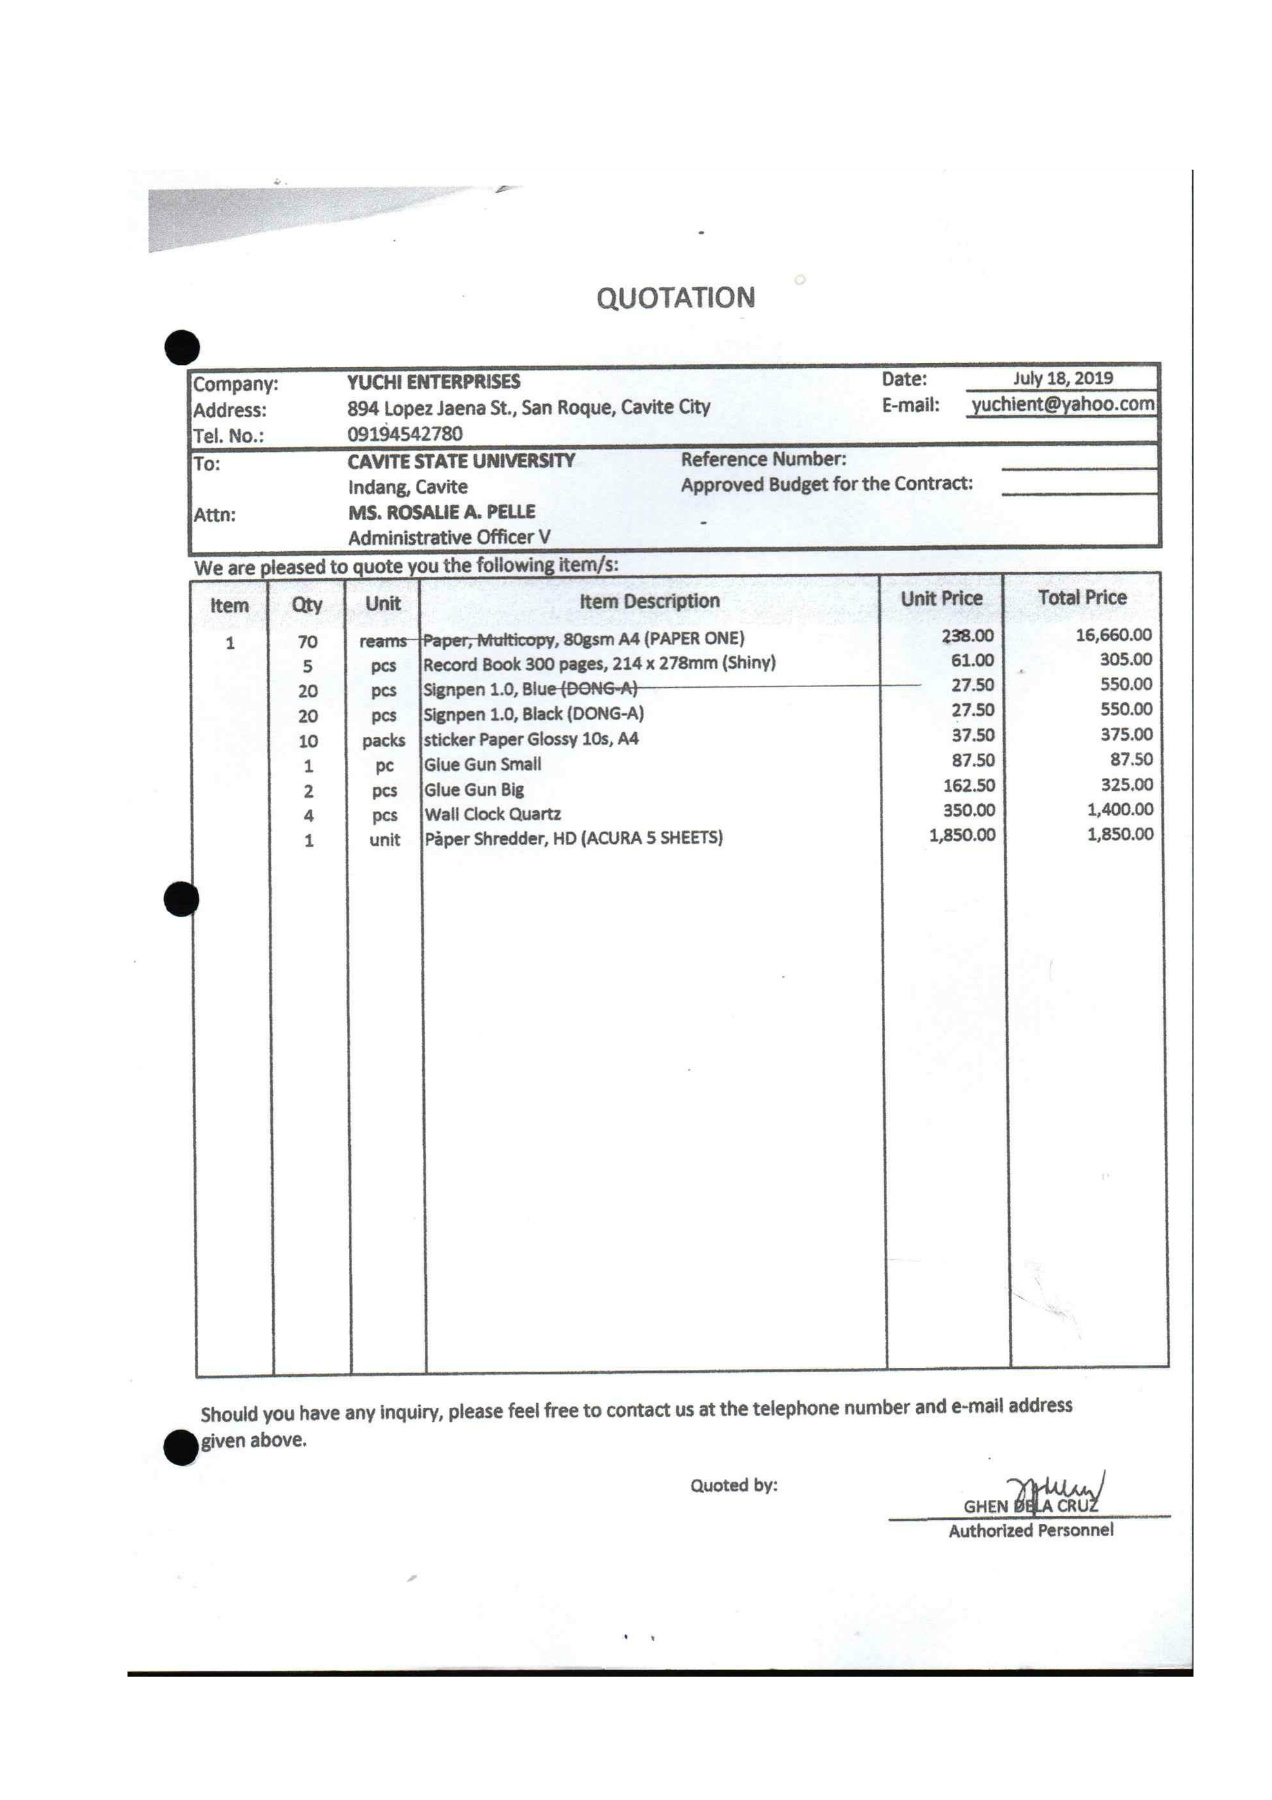 QUOTATION
Company: YUCHI ENTERPRISES Date: July 18, 2019
Address: 894 Lopez Jaena St., San Roque, Cavite City E-mail: yuchient@yahoo.com
Tel. No.: 09194542780
To: CAVITE STATE UNIVERSITY Reference Number:
Indang, Cavite Approved Budget for the Contract:
Attn: MS. ROSALIE A. PELLE
Administrative Officer V
We are pleased to quote you the following item/s:
Item Qty Unit Item Description Unit Price Total Price
1 70 reams Paper, Multicopy, 80gsm A4 (PAPER ONE) 238.00 16,660.00
5 pcs Record Book 300 pages, 214 x 278mm (Shiny) 61.00 305.00
20 pcs Signpen 1.0, Blue (DONG-A) 27.50 550.00
20 pcs Signpen 1.0, Black (DONG-A) 27.50 550.00
10 packs sticker Paper Glossy 10s, A4 37.50 375.00
1 pc Glue Gun Small 87.50 87.50
2 pcs Glue Gun Big 162.50 325.00
4 pcs Wall Clock Quartz 350.00 1,400.00
1 unit Paper Shredder, HD (ACURA 5 SHEETS) 1,850.00 1,850.00
Should you have any inquiry, please feel free to contact us at the telephone number and e-mail address
given above.
Quoted by:
GHEN DELA CRUZ
Authorized Personnel